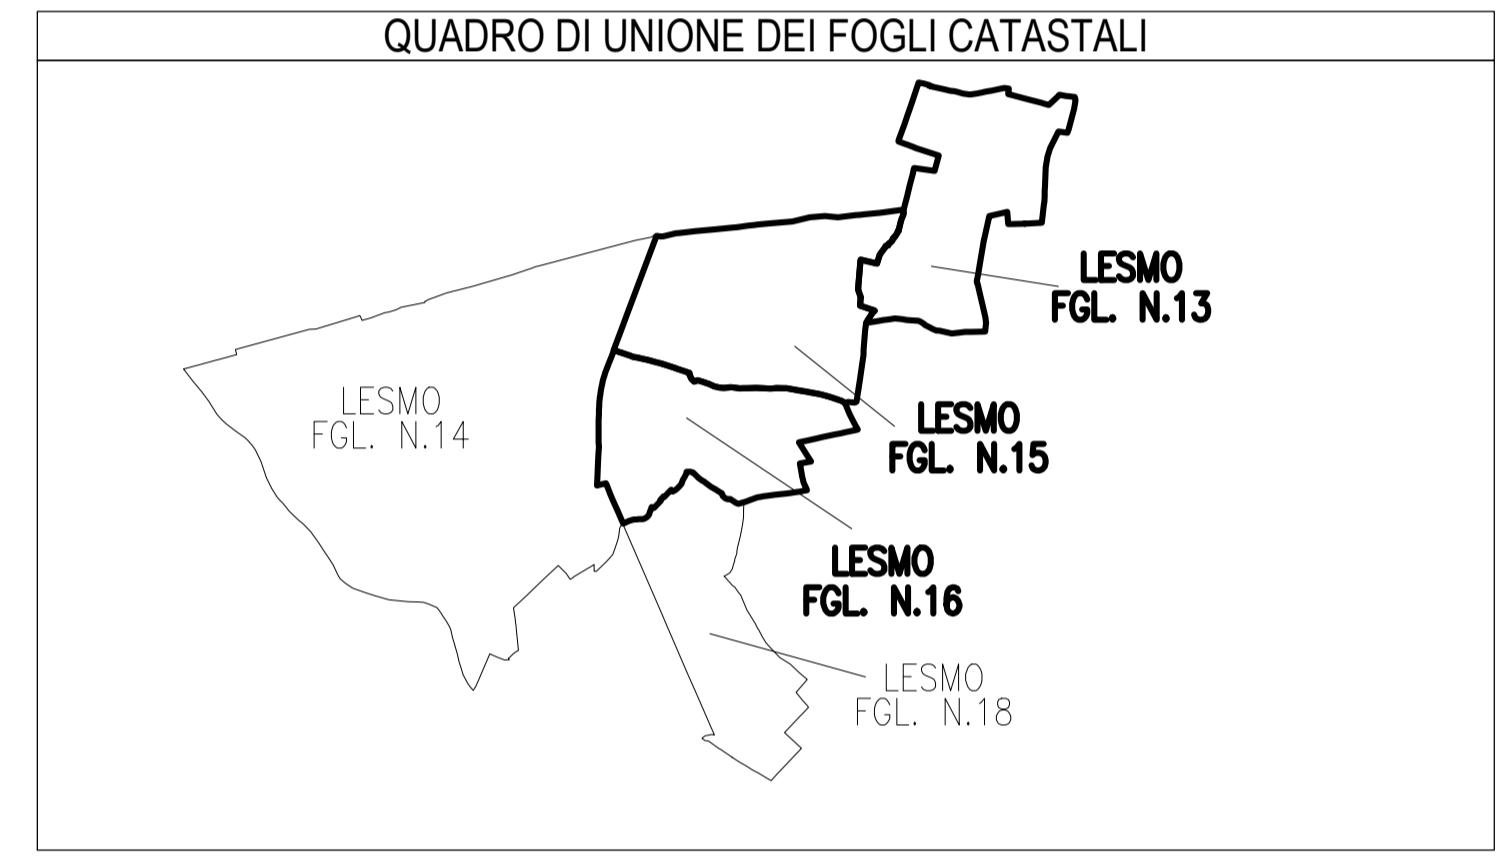 QUADRO DI UNIONE DEI FOGLI CATASTALI
LESMO
FGL. N.13
LESMO
FGL. N.14
LESMO
FGL. N.15
LESMO
FGL. N.16
LESMO
FGL. N.18